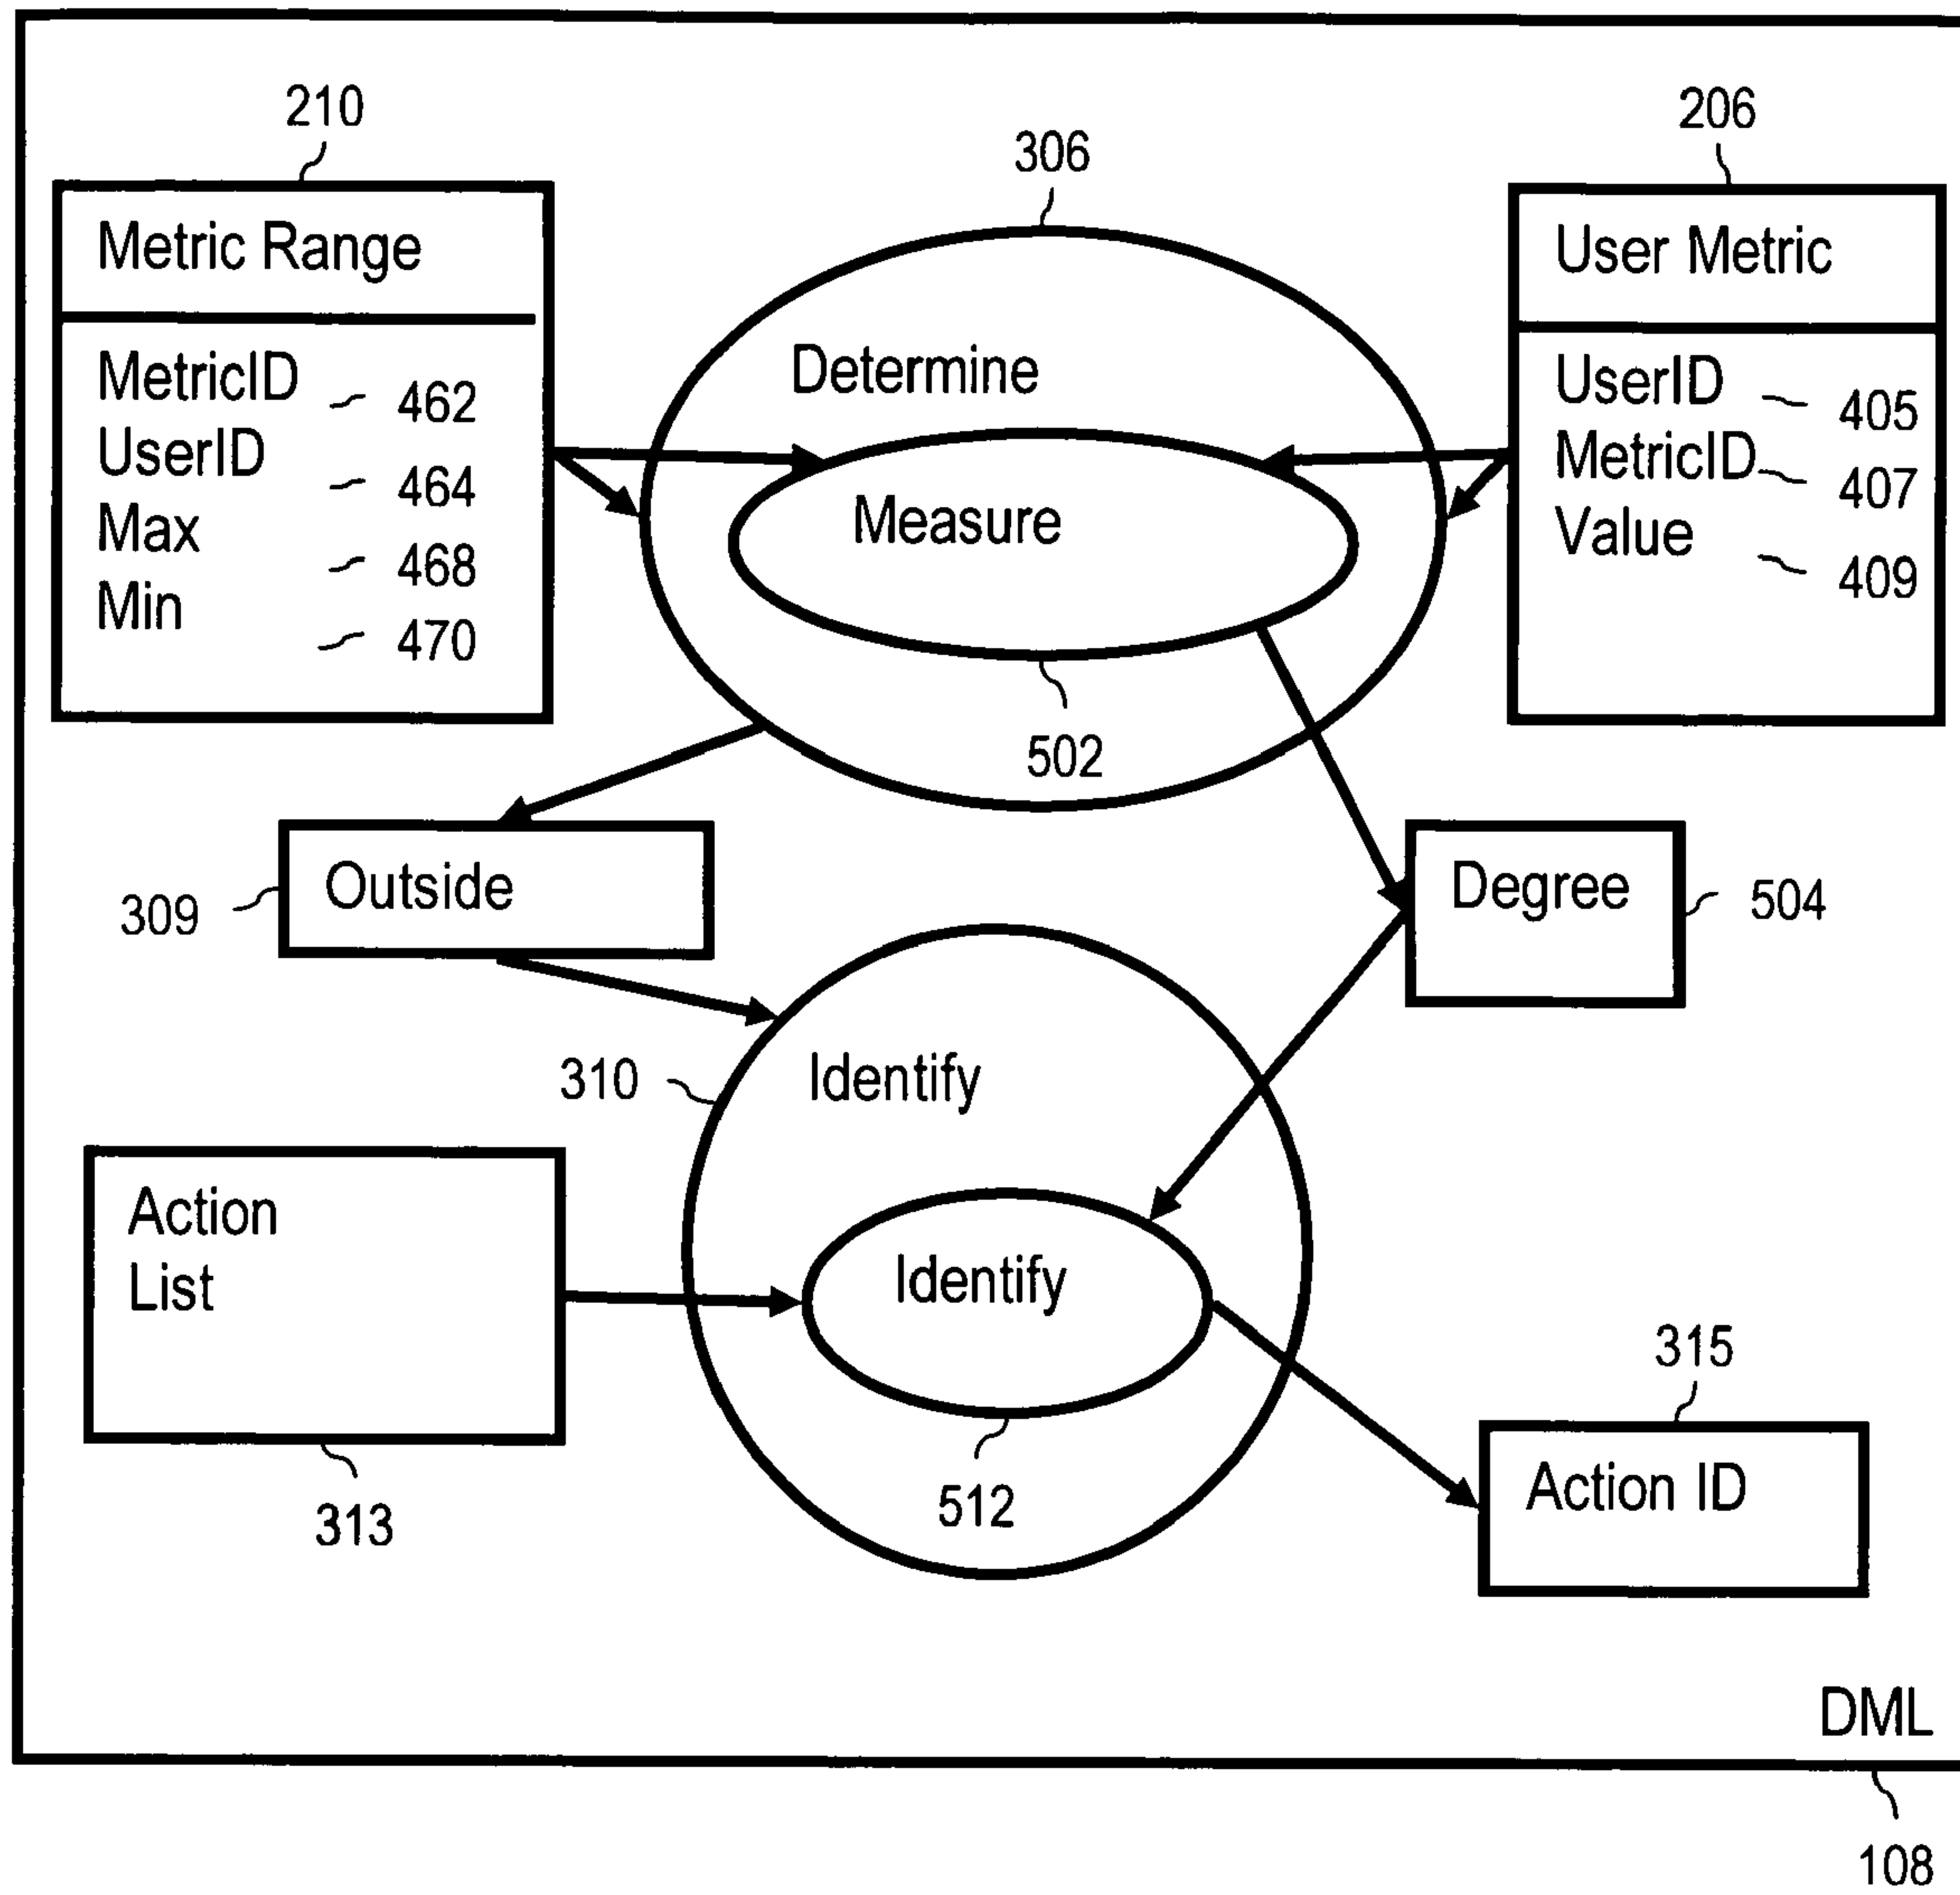 210
206
306
Metric Range
User Metric
MetricID
462
UserID
464
Max
468
Min
470
Determine
Measure
502
UserID
405
MetricID
407
Value
409
Outside
309
Degree
504
310
Identify
Action
List
313
Identify
512
315
Action ID
DML
108